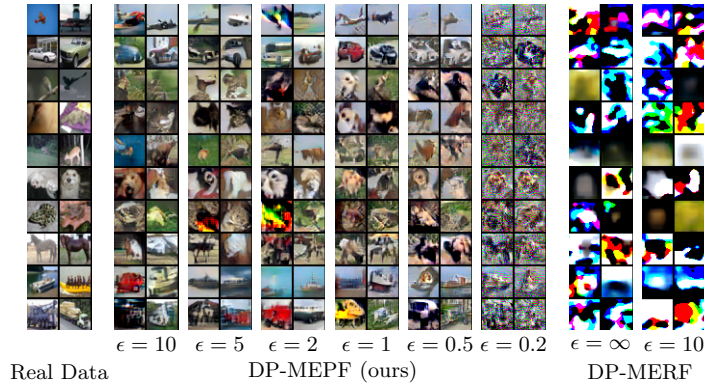 ϵ = 10 ϵ = 5 ϵ = 2 ϵ = 1 ϵ = 0.5 ϵ = 0.2 ϵ = ∞ ϵ = 10
Real Data DP-MEPF (ours) DP-MERF